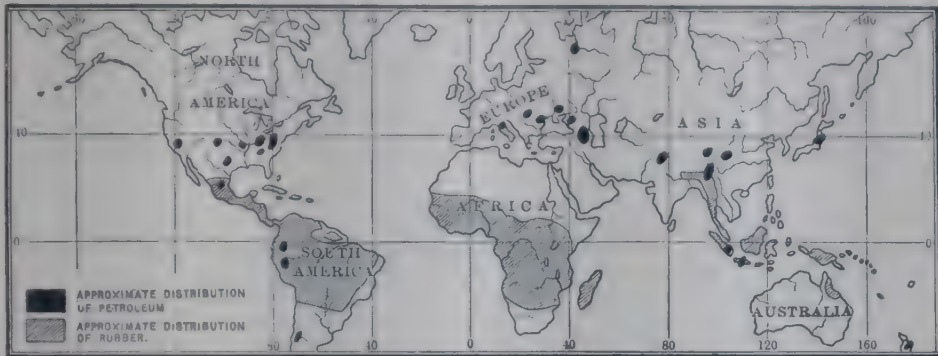 NORTH
AMERICA
EUROPE
ASIA
AFRICA
SOUTH
AMERICA
AUSTRALIA
APPROXIMATE DISTRIBUTION
OF PETROLEUM
APPROXIMATE DISTRIBUTION
OF RUBBER.
0
0
40
0
40
80
120
160